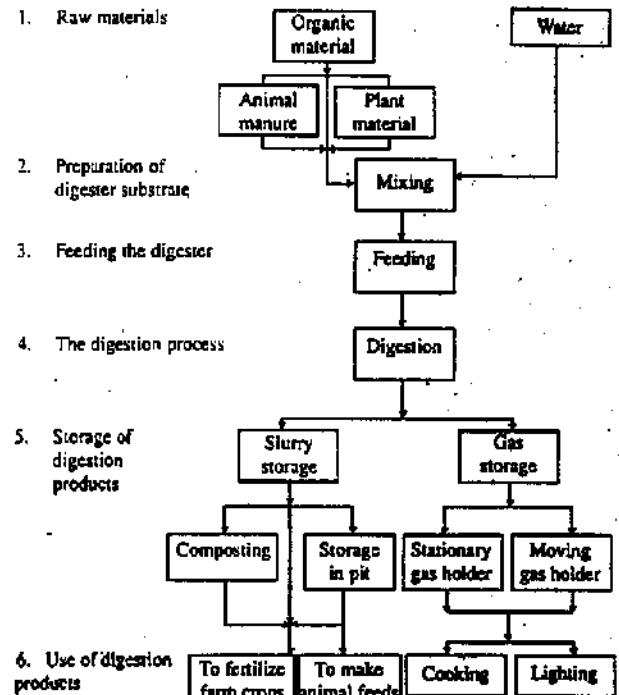 1. Raw materials
Organic
material
Water
Animal
manure
Plant
material
2. Preparation of
digester substrate
Mixing
3. Feeding the digester
Feeding
4. The digestion process
Digestion
5. Storage of
digestion
products
Slurry
storage
Gas
storage
Composting
Storage
in pit
Stationary
gas holder
Moving
gas holder
6. Use of digestion
products
To fertilize
farm crops
To make
animal feeds
Cooking
Lighting